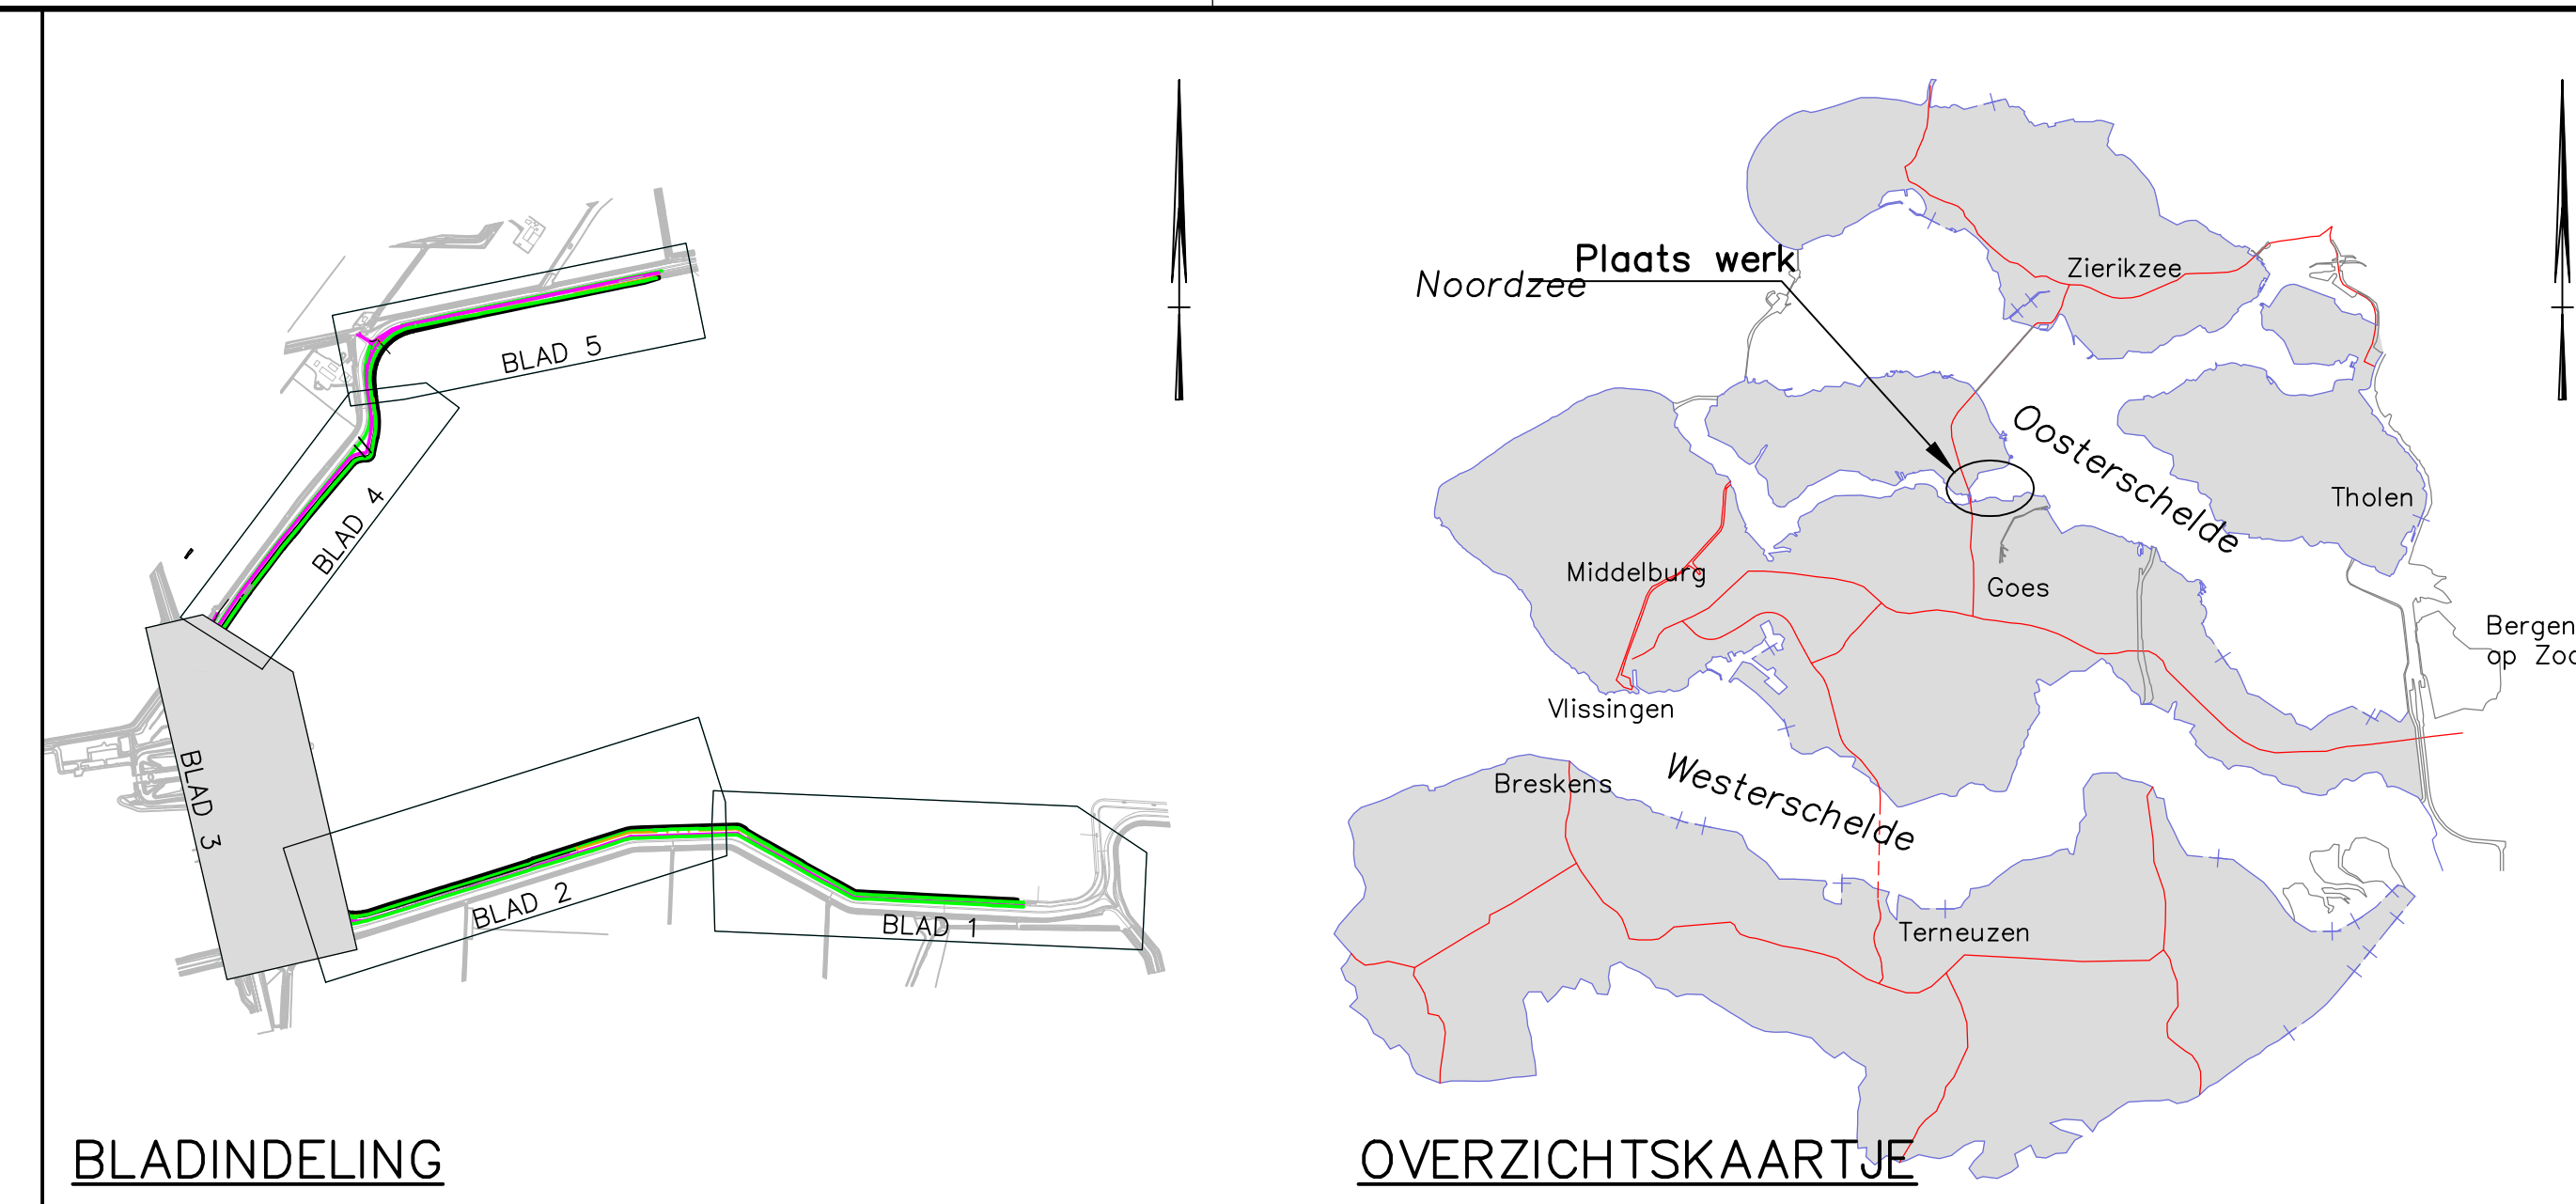 BLAD 5
BLAD 4
BLAD 3
BLAD 2
BLAD 1
BLADINDELING
Plaats werk
Noordzee
Zierikzee
Oosterschelde
Tholen
Middelburg
Goes
Bergen
op
Vlissingen
Westerschelde
Breskens
Terneuzen
OVERZICHTSKAARTJE